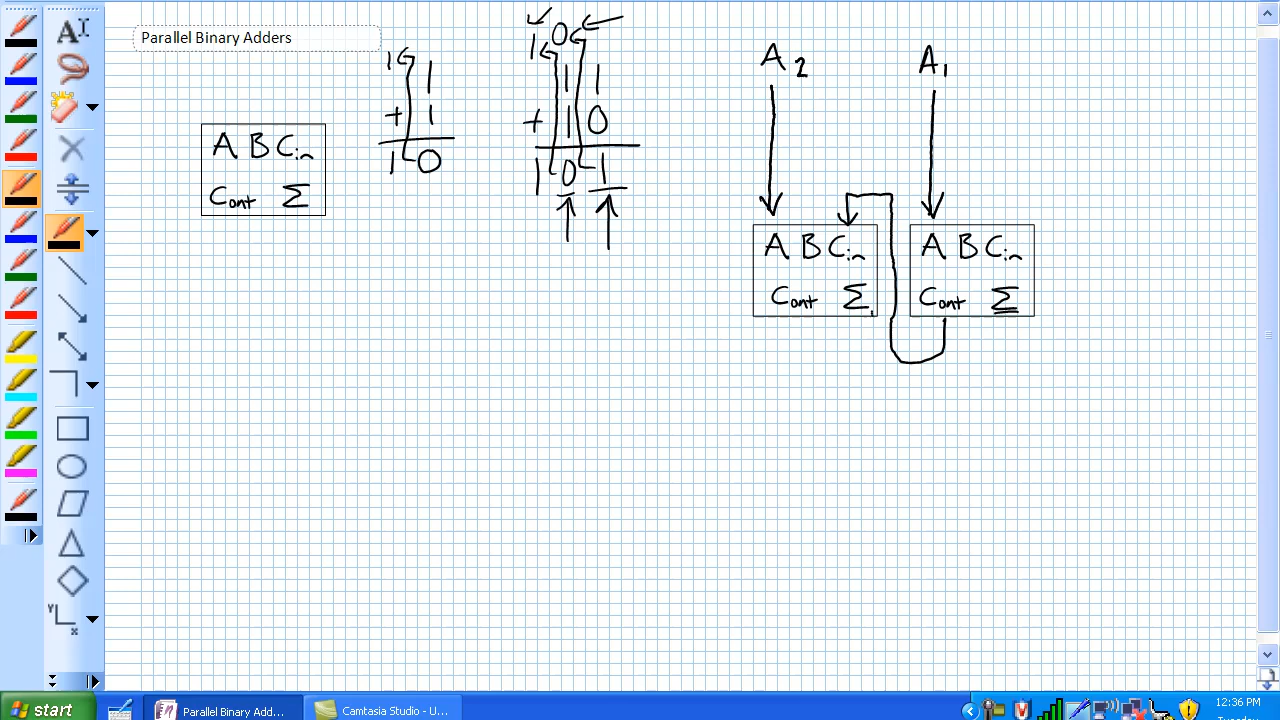 Parallel Binary Adders
A B Cin
Cout Σ
1
1
+ 1
1 0
1 0
1 1
+ 1 0
1 0 1
A2 A1
A B Cin A B Cin
Cout Σ Cout Σ
start
Parallel Binary Add...
Camtasia Studio - U...
12:36 PM